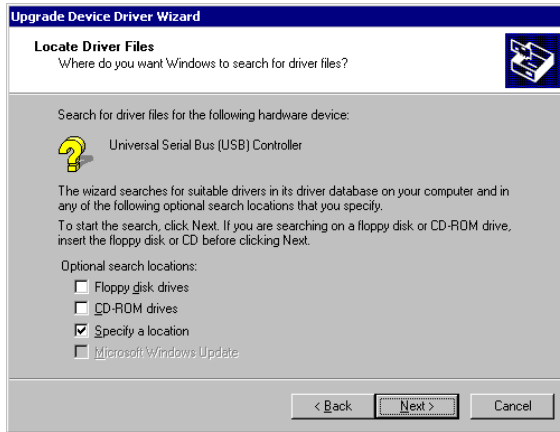 Upgrade Device Driver Wizard
Locate Driver Files
Where do you want Windows to search for driver files?
Search for driver files for the following hardware device:
Universal Serial Bus (USB) Controller
The wizard searches for suitable drivers in its driver database on your computer and in
any of the following optional search locations that you specify.
To start the search, click Next. If you are searching on a floppy disk or CD-ROM drive,
insert the floppy disk or CD before clicking Next.
Optional search locations:
Floppy disk drives
CD-ROM drives
Specify a location
Microsoft Windows Update
< Back
Next >
Cancel